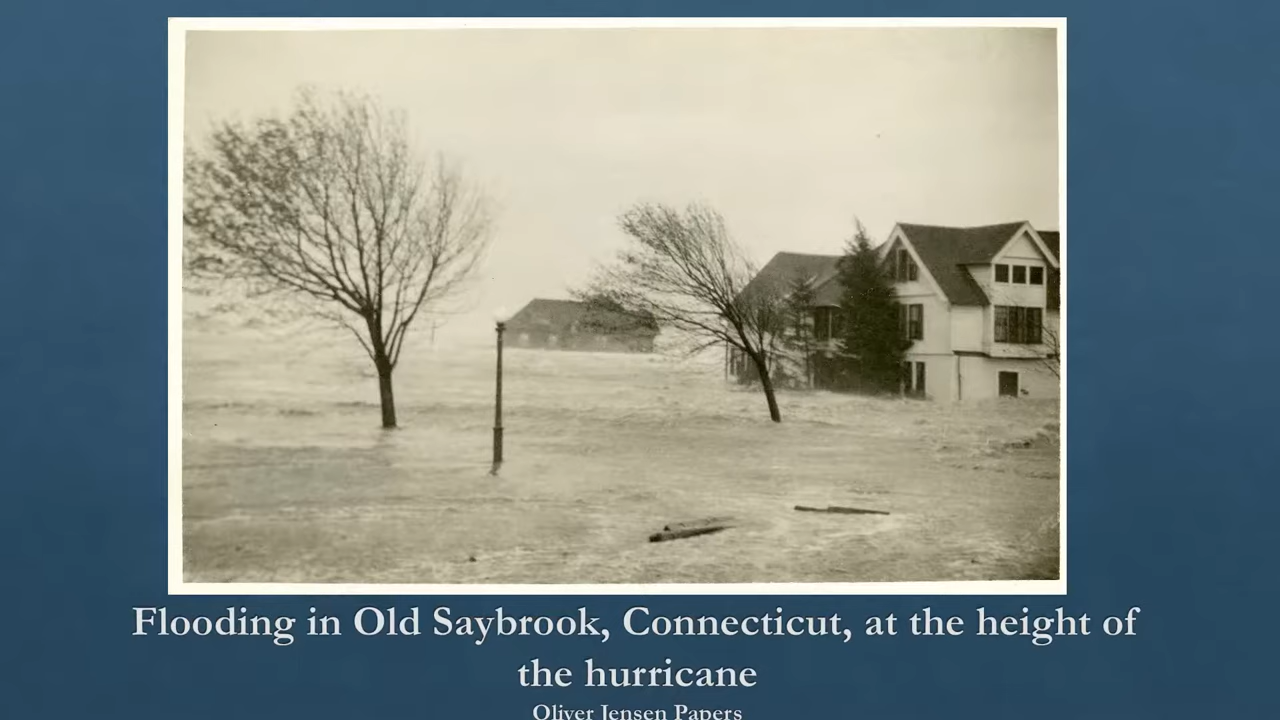 Flooding in Old Saybrook, Connecticut, at the height of
the hurricane
Oliver Jensen Papers